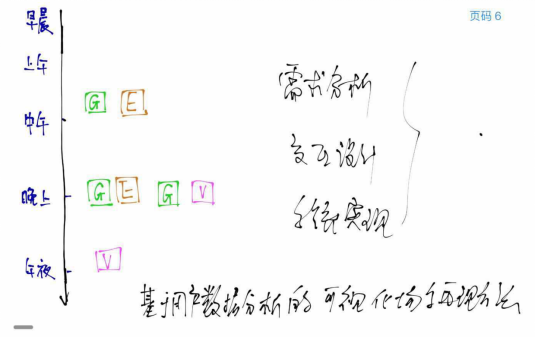 页码 6
早晨
上午
G E
中午
晚上
G E G V
午夜
V
需求分析
交互设计
系统实现
基于用户数据分析的可视化场景再现方法